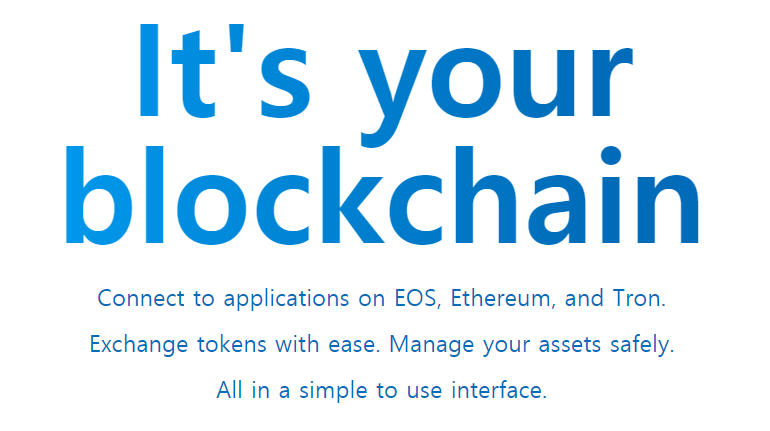 It's your
blockchain
Connect to applications on EOS, Ethereum, and Tron.
Exchange tokens with ease. Manage your assets safely.
All in a simple to use interface.